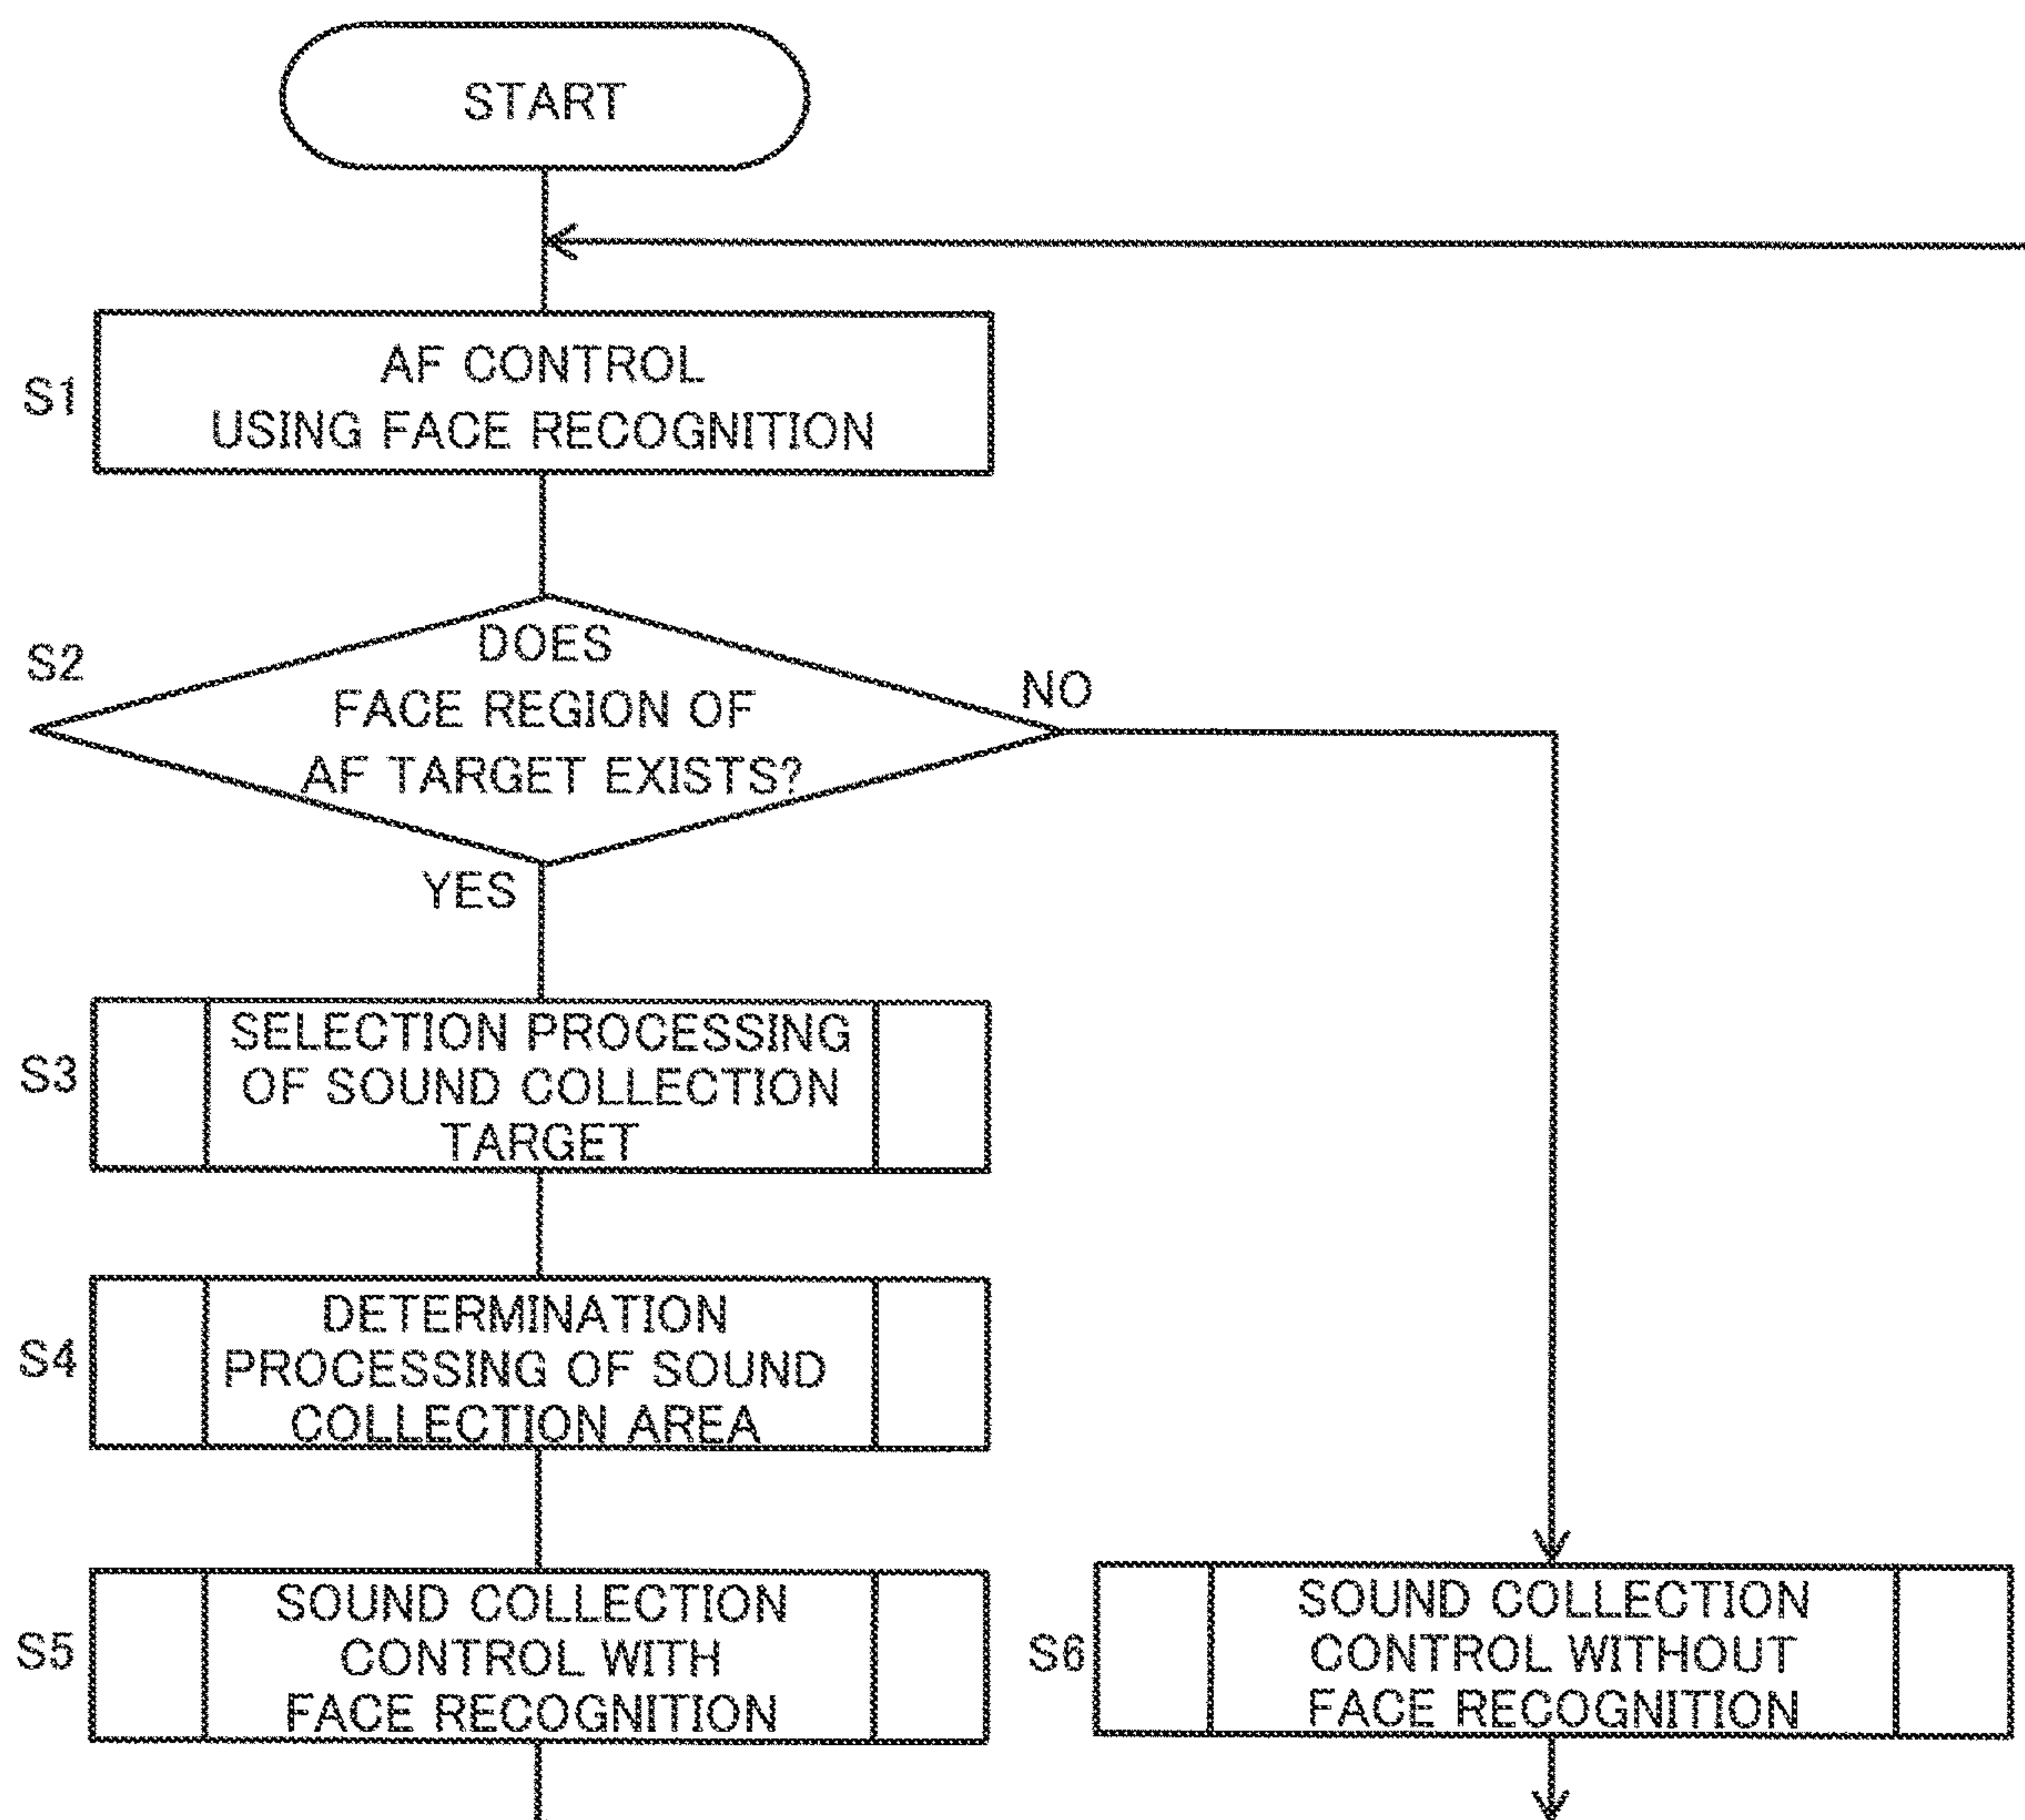 START
S1
AF CONTROL
USING FACE RECOGNITION
S2
DOES
FACE REGION OF
AF TARGET EXISTS?
NO
YES
S3
SELECTION PROCESSING
OF SOUND COLLECTION
TARGET
S4
DETERMINATION
PROCESSING OF SOUND
COLLECTION AREA
S5
SOUND COLLECTION
CONTROL WITH
FACE RECOGNITION
S6
SOUND COLLECTION
CONTROL WITHOUT
FACE RECOGNITION